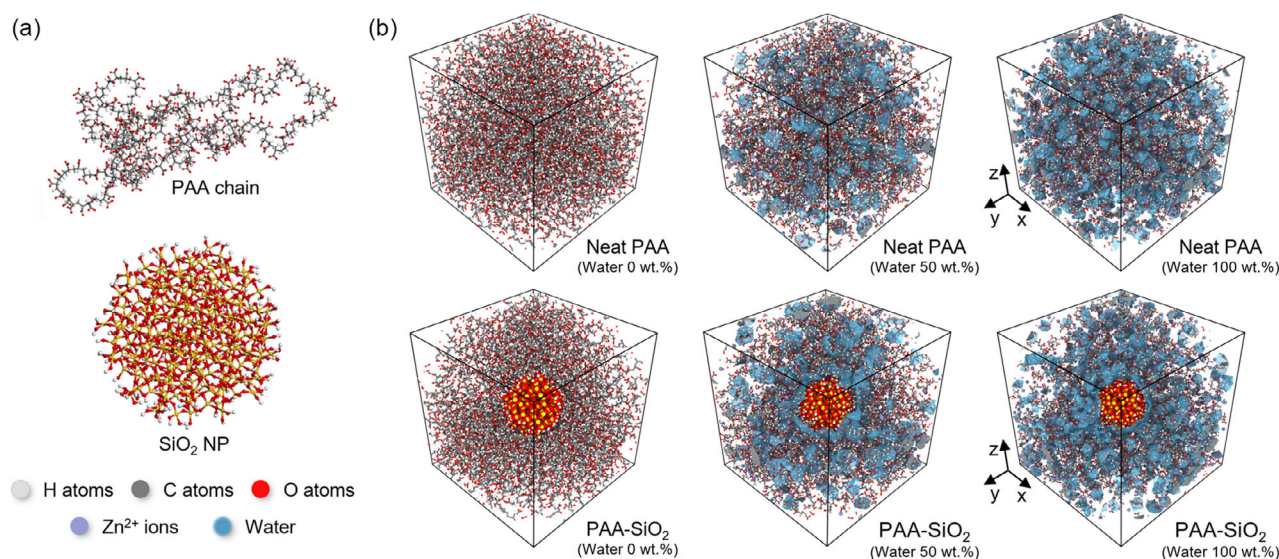 (a)
PAA chain
SiO₂ NP
H atoms
C atoms
O atoms
Zn²⁺ ions
Water
(b)
Neat PAA
(Water 0 wt.%)
Neat PAA
(Water 50 wt.%)
z
y
x
Neat PAA
(Water 100 wt.%)
PAA-SiO₂
(Water 0 wt.%)
PAA-SiO₂
(Water 50 wt.%)
z
y
x
PAA-SiO₂
(Water 100 wt.%)